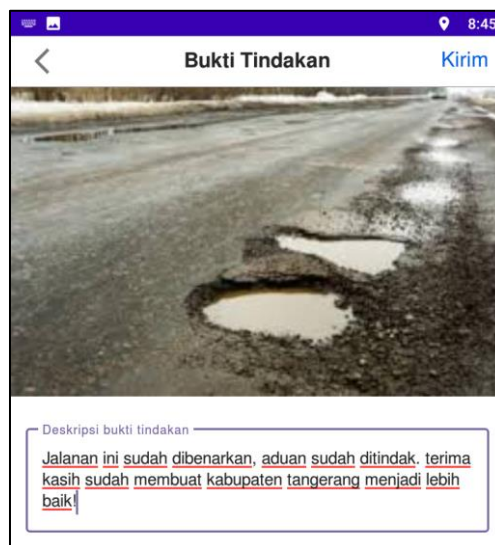 8:45
Bukti Tindakan
Kirim
Deskripsi bukti tindakan
Jalanan ini sudah dibenarkan, aduan sudah ditindak. terima
kasih sudah membuat kabupaten tangerang menjadi lebih
baik!